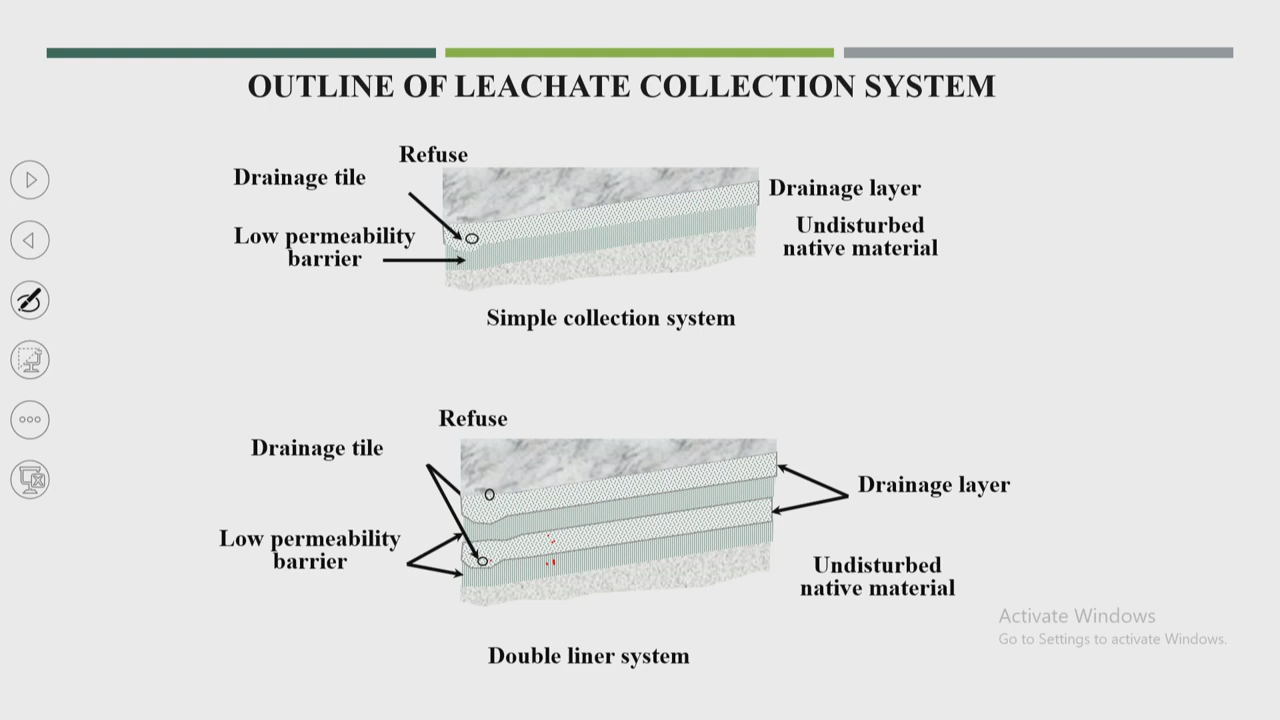 OUTLINE OF LEACHATE COLLECTION SYSTEM
Refuse
Drainage tile
Drainage layer
Low permeability
barrier
Undisturbed
native material
Simple collection system
Refuse
Drainage tile
Drainage layer
Low permeability
barrier
Undisturbed
native material
Double liner system
Activate Windows
Go to Settings to activate Windows.